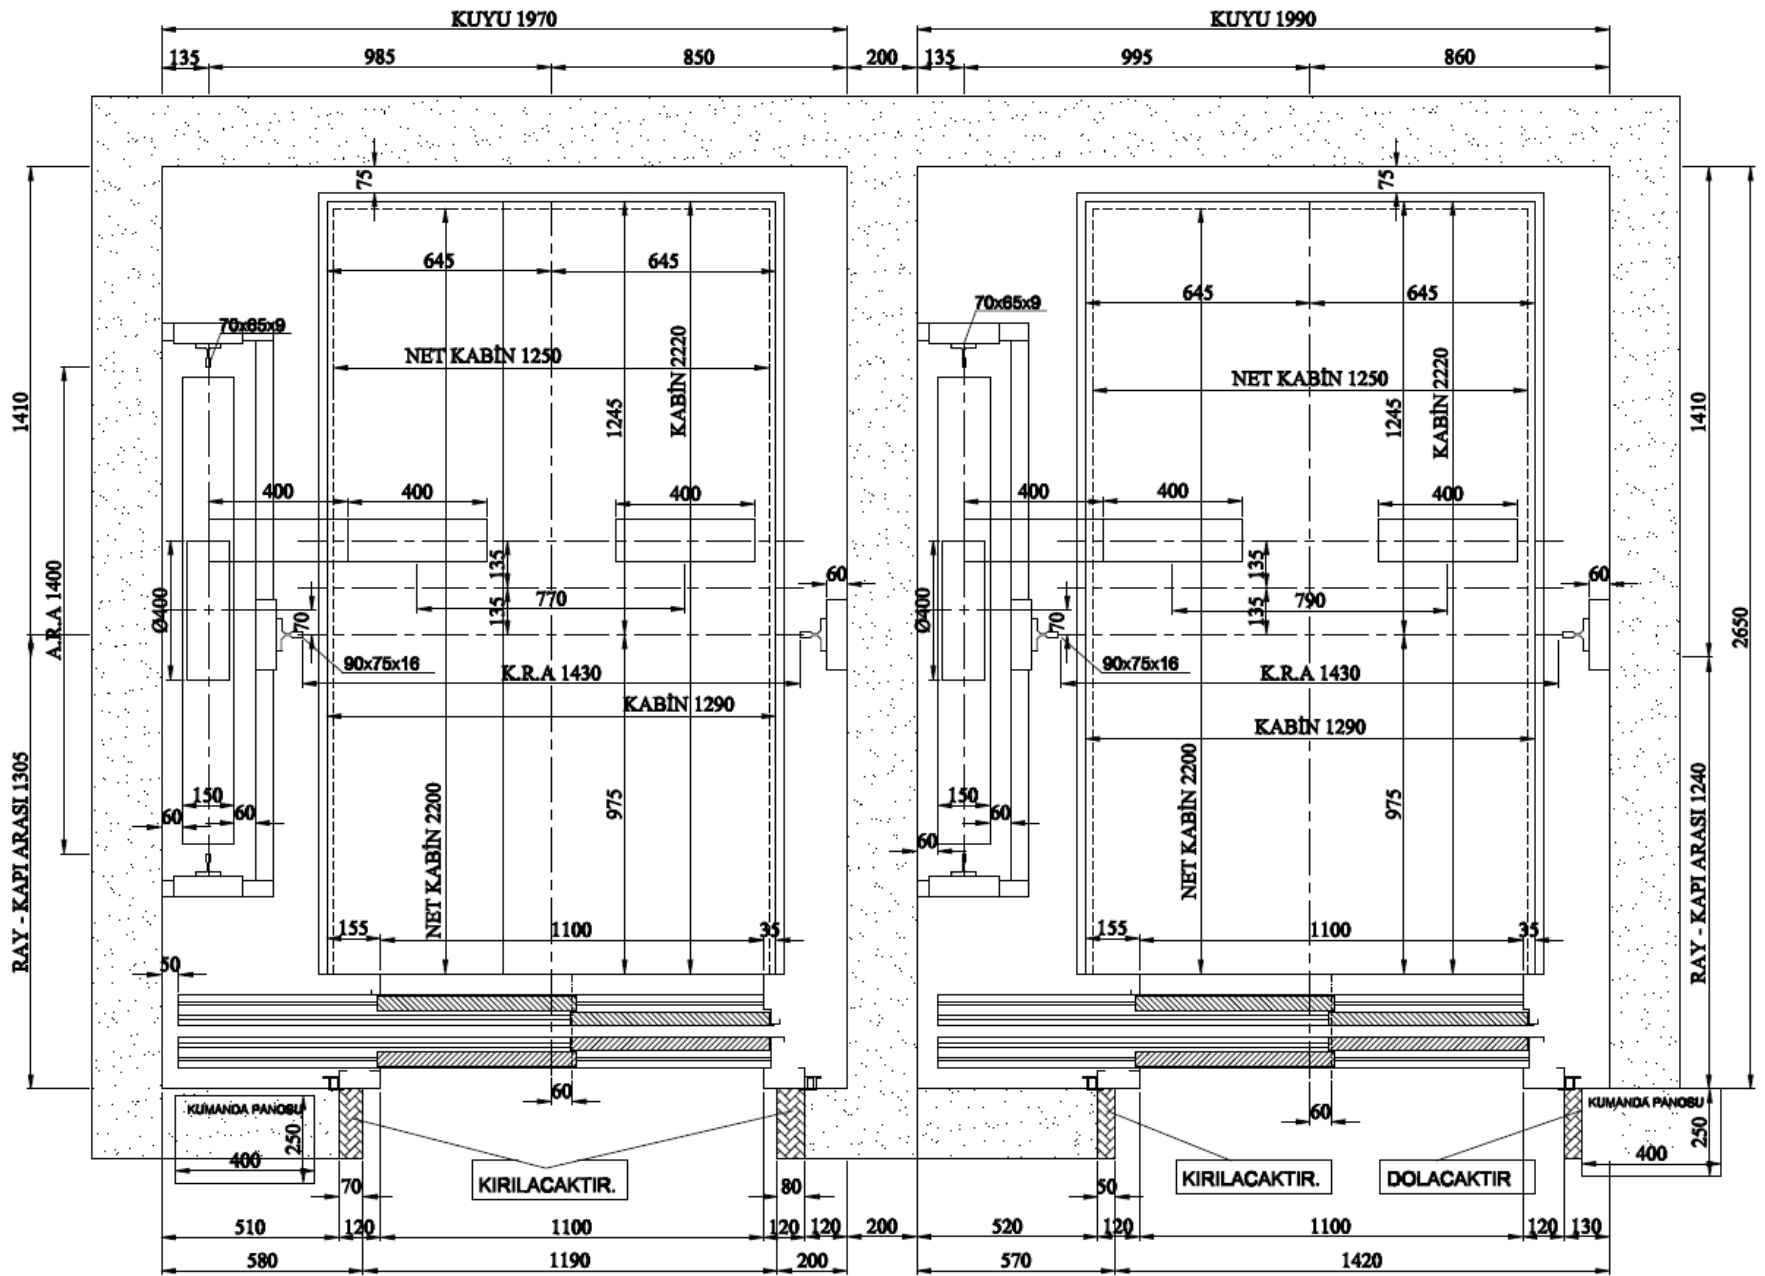 KUYU 1970
KUYU 1990
135
985
850
200
135
995
860
75
75
645
645
645
645
70x65x9
70x65x9
NET KABİN 1250
KABİN 2220
NET KABİN 1250
KABİN 2220
1410
1245
1245
1410
A.R.A 1400
400
400
400
400
400
400
135
135
60
60
Ø400
770
135
Ø400
790
135
70
70
2650
90x75x16
K.R.A 1430
90x75x16
K.R.A 1430
KABİN 1290
KABİN 1290
RAY - KAPI ARASI 1305
RAY - KAPI ARASI 1240
150
60
60
150
60
60
NET KABİN 2200
975
NET KABİN 2200
975
155
1100
35
155
1100
35
50
60
60
KUMANDA PANOSU
250
400
KUMANDA PANOSU
250
400
KIRILACAKTIR.
KIRILACAKTIR.
DOLACAKTIR
70
80
50
510
120
1100
120
120
200
520
120
1100
120
130
580
1190
200
570
1420